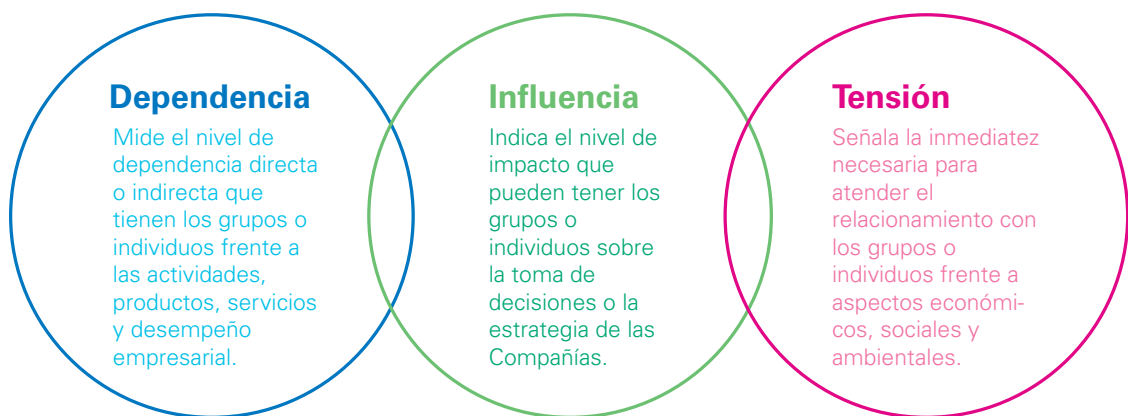 Dependencia
Mide el nivel de
dependencia directa
o indirecta que
tienen los grupos o
individuos frente a
las actividades,
productos, servicios
y desempeño
empresarial.
Influencia
Indica el nivel de
impacto que
pueden tener los
grupos o
individuos sobre
la toma de
decisiones o la
estrategia de las
Compañías.
Tensión
Señala la inmediatez
necesaria para
atender el
relacionamiento con
los grupos o
individuos frente a
aspectos económi-
cos, sociales y
ambientales.